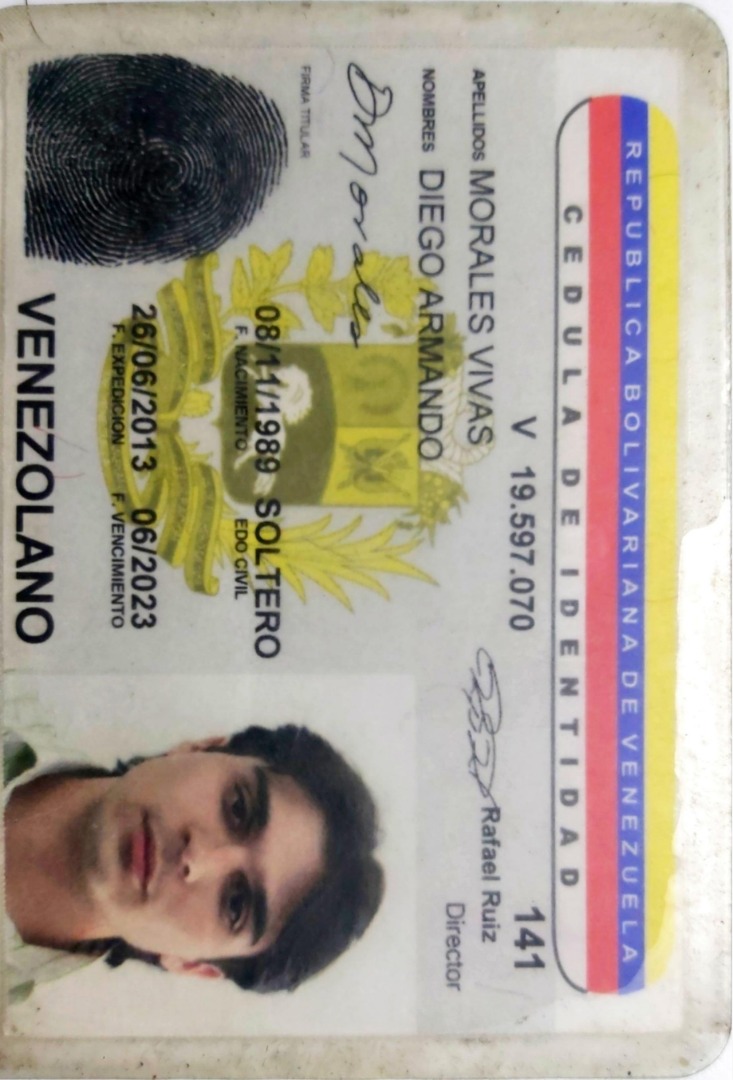 REPUBLICA BOLIVARIANA DE VENEZUELA
CEDULA DE IDENTIDAD
V 19.597.070
141
APELLIDOS MORALES VIVAS
Rafael Ruiz
Director
NOMBRES DIEGO ARMANDO
DMorales
FIRMA TITULAR
08/11/1989 SOLTERO
F. NACIMIENTO EDO CIVIL
26/06/2013 06/2023
F. EXPEDICION F. VENCIMIENTO
VENEZOLANO